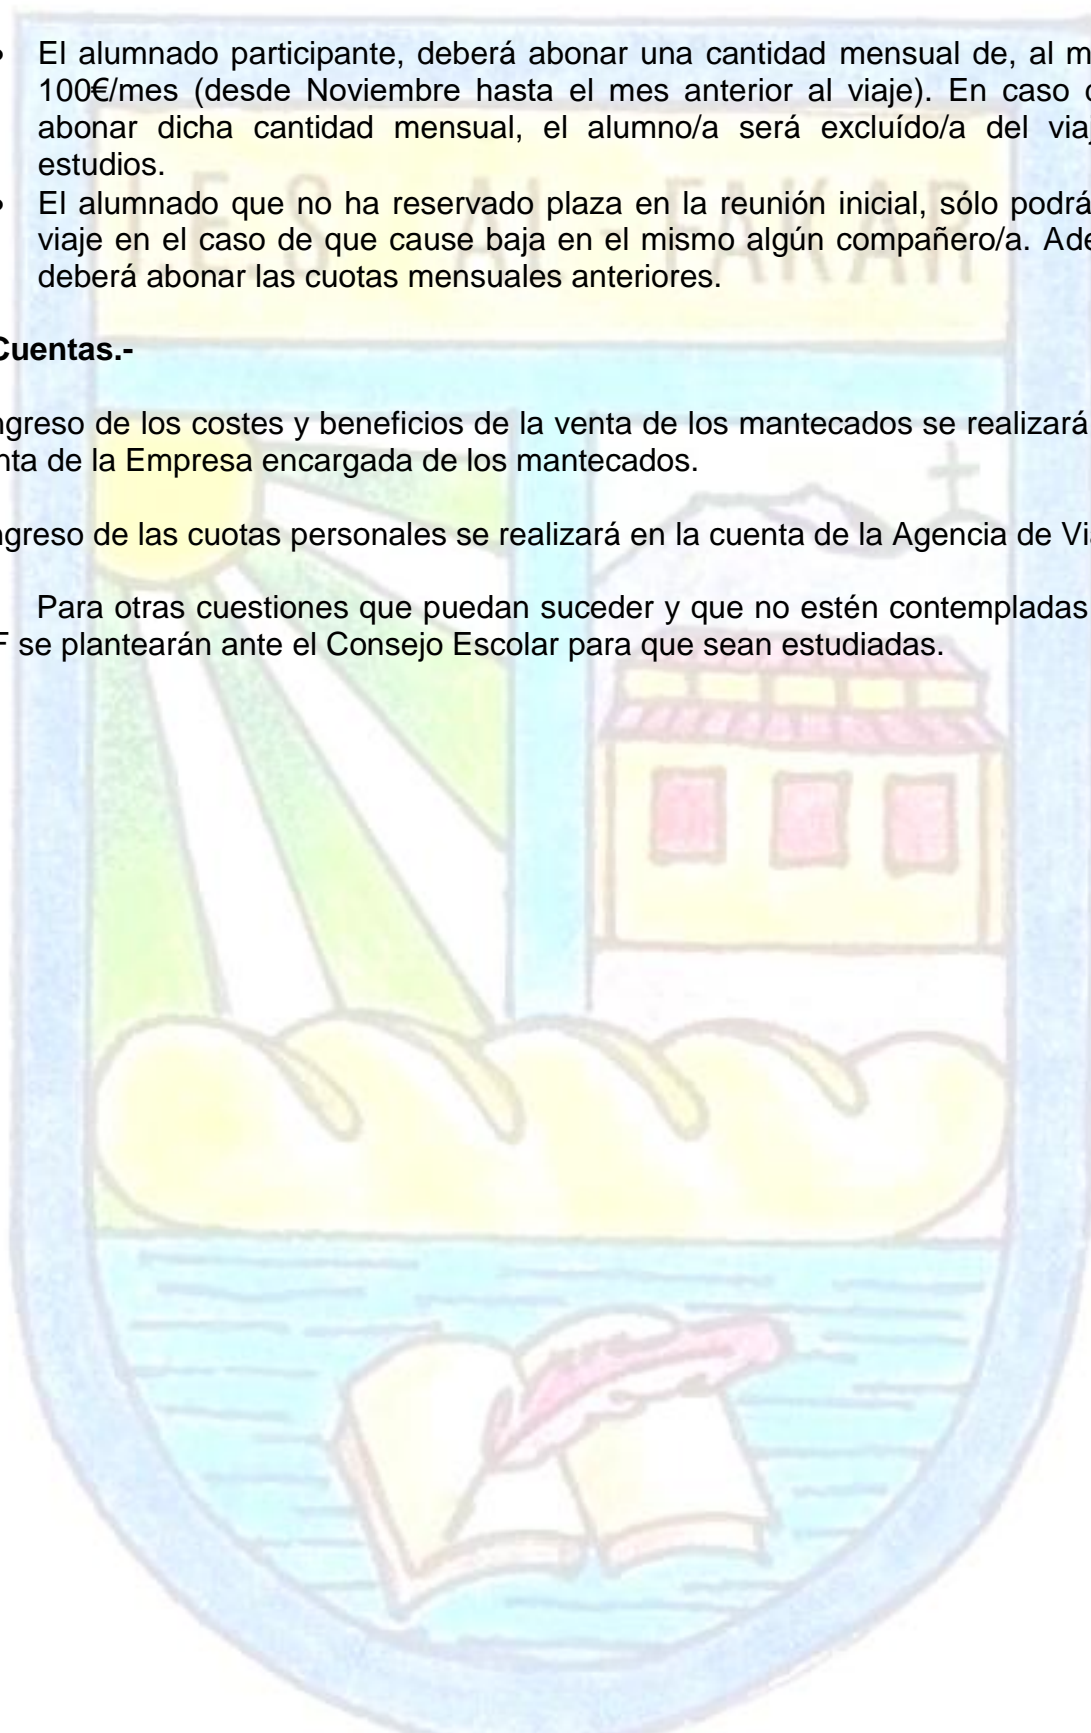 I.E.S. Al - FAKAR
• El alumnado participante, deberá abonar una cantidad mensual de, al
100€/mes (desde Noviembre hasta el mes anterior al viaje). En caso
abonar dicha cantidad mensual, el alumno/a será excluído/a del
estudios.
• El alumnado que no ha reservado plaza en la reunión inicial, sólo podrá
viaje en el caso de que cause baja en el mismo algún compañero/a.
deberá abonar las cuotas mensuales anteriores.
Cuentas.-
de los costes y beneficios de la venta de los mantecados se realizará
de la Empresa encargada de los mantecados.
de las cuotas personales se realizará en la cuenta de la Agencia de
Para otras cuestiones que puedan suceder y que no estén contempladas
se plantearán ante el Consejo Escolar para que sean estudiadas.